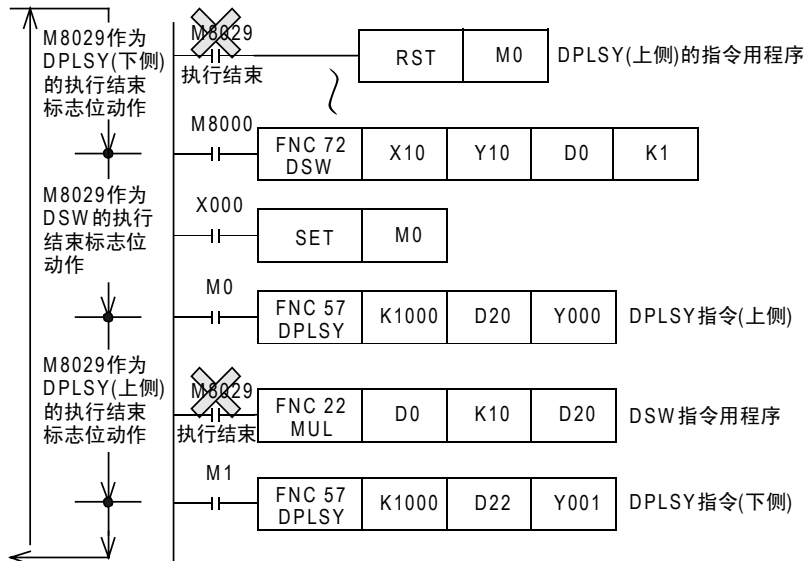 M8029作为
DPLSY(下侧)
的执行结束
标志位动作
M8029
执行结束
RST M0 DPLSY(上侧)的指令用程序
M8000
FNC 72
DSW X10 Y10 D0 K1
M8029作为
DSW的执行
结束标志位
动作
X000
SET M0
M0
FNC 57
DPLSY K1000 D20 Y000 DPLSY指令(上侧)
M8029作为
DPLSY(上侧)
的执行结束
标志位动作
M8029
执行结束
FNC 22
MUL D0 K10 D20 DSW指令用程序
M1
FNC 57
DPLSY K1000 D22 Y001 DPLSY指令(下侧)